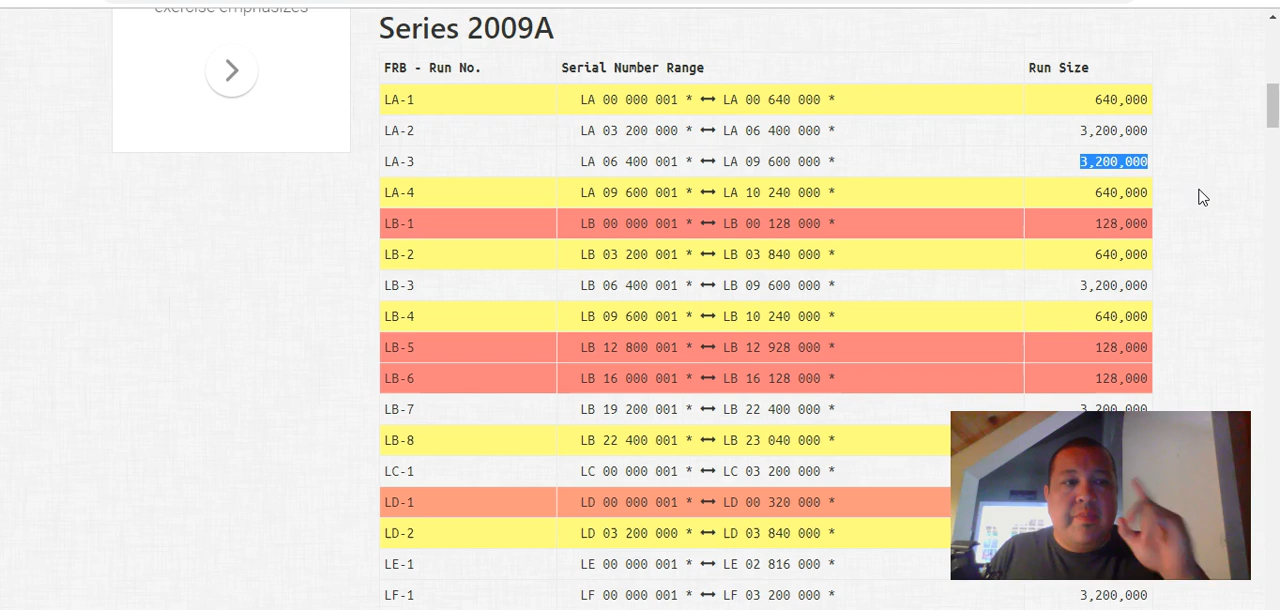 exercise emphasizes
Series 2009A
FRB - Run No. Serial Number Range Run Size
LA-1 LA 00 000 001 * ↔ LA 00 640 000 * 640,000
LA-2 LA 03 200 000 * ↔ LA 06 400 000 * 3,200,000
LA-3 LA 06 400 001 * ↔ LA 09 600 000 * 3,200,000
LA-4 LA 09 600 001 * ↔ LA 10 240 000 * 640,000
LB-1 LB 00 000 001 * ↔ LB 00 128 000 * 128,000
LB-2 LB 03 200 001 * ↔ LB 03 840 000 * 640,000
LB-3 LB 06 400 001 * ↔ LB 09 600 000 * 3,200,000
LB-4 LB 09 600 001 * ↔ LB 10 240 000 * 640,000
LB-5 LB 12 800 001 * ↔ LB 12 928 000 * 128,000
LB-6 LB 16 000 001 * ↔ LB 16 128 000 * 128,000
LB-7 LB 19 200 001 * ↔ LB 22 400 000 * 3,200,000
LB-8 LB 22 400 001 * ↔ LB 23 040 000 *
LC-1 LC 00 000 001 * ↔ LC 03 200 000 *
LD-1 LD 00 000 001 * ↔ LD 00 320 000 *
LD-2 LD 03 200 000 * ↔ LD 03 840 000 *
LE-1 LE 00 000 001 * ↔ LE 02 816 000 *
LF-1 LF 00 000 001 * ↔ LF 03 200 000 * 3,200,000